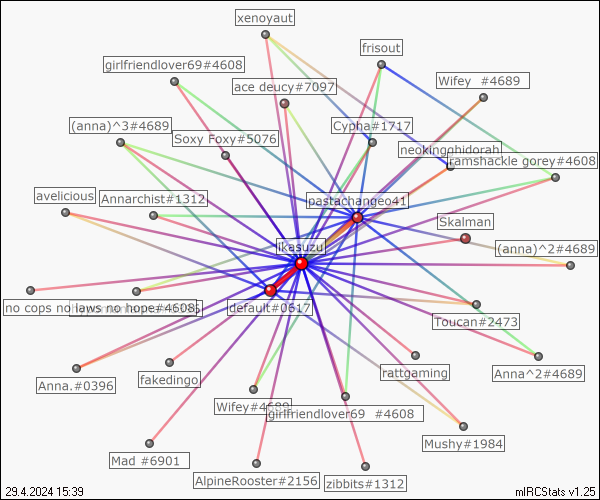 xenoyaut
frisout
girlfriendlover69#4608
Wifey  #4689
ace deucy#7097
(anna)^3#4689
Cypha#1717
Soxy Foxy#5076
neokingghidorah
ramshackle gorey#4608
avelicious
Annarchist#1312
pastachangeo41
Skalman
ikasuzu
(anna)^2#4689
no cops no laws no hope#4608
default#0617
Toucan#2473
Anna.#0396
fakedingo
rattgaming
Anna^2#4689
Wifey#4689
girlfriendlover69  #4608
Mushy#1984
Mad #6901
AlpineRooster#2156
zibbits#1312
29.4.2024 15:39
mIRCStats v1.25